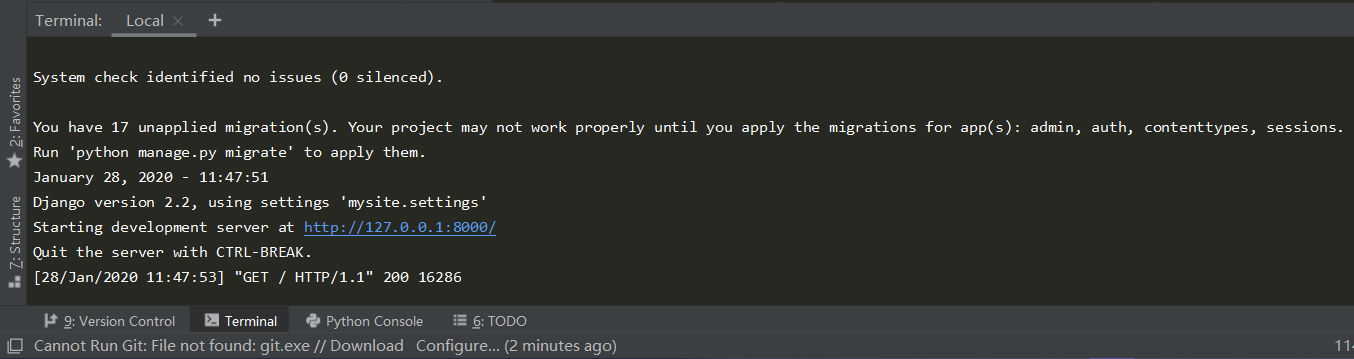 Terminal: Local × +
System check identified no issues (0 silenced).
You have 17 unapplied migration(s). Your project may not work properly until you apply the migrations for app(s): admin, auth, contenttypes, sessions.
Run 'python manage.py migrate' to apply them.
January 28, 2020 - 11:47:51
Django version 2.2, using settings 'mysite.settings'
Starting development server at http://127.0.0.1:8000/
Quit the server with CTRL-BREAK.
[28/Jan/2020 11:47:53] "GET / HTTP/1.1" 200 16286
2: Favorites
7: Structure
9: Version Control Terminal Python Console 6: TODO
Cannot Run Git: File not found: git.exe // Download Configure... (2 minutes ago)